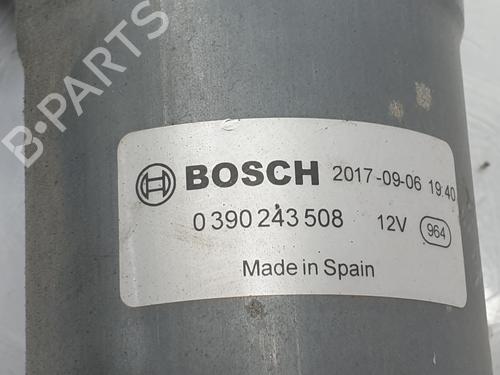 BOSCH 2017-09-06 19:40
0 390 243 508 12V 964
Made in Spain
B-PARTS